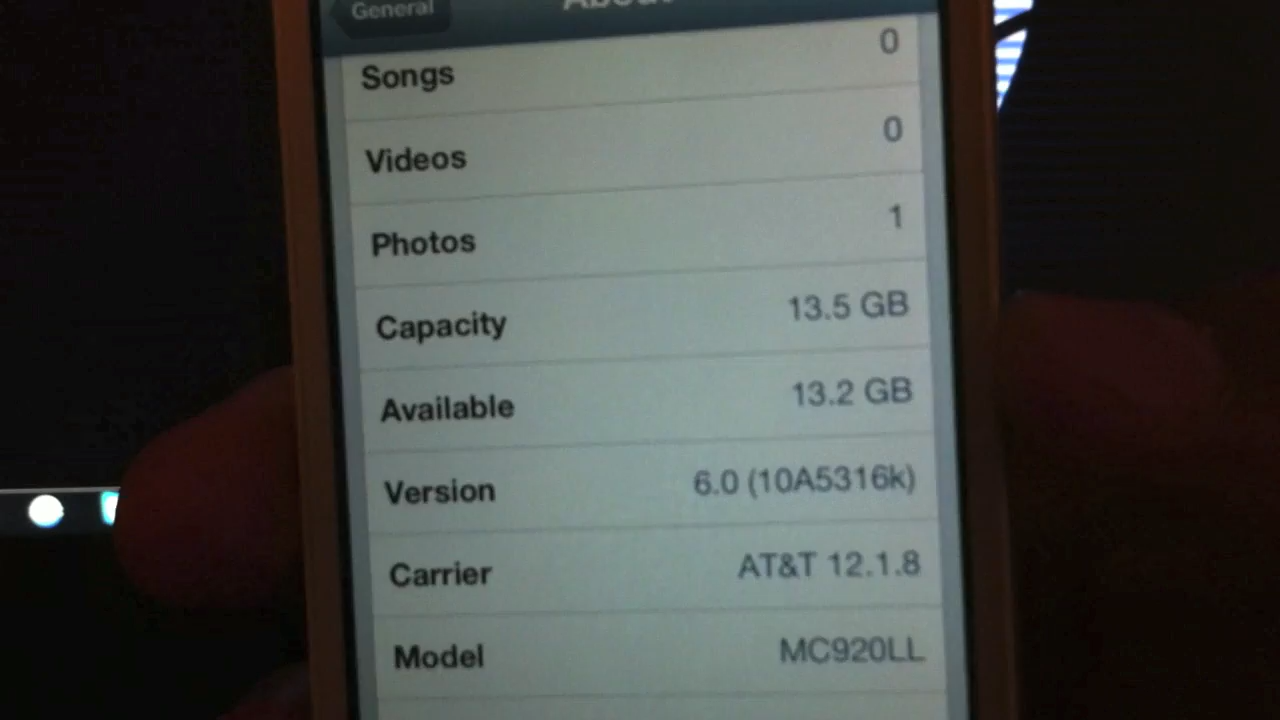 General
About
Songs 0
Videos 0
Photos 1
Capacity 13.5 GB
Available 13.2 GB
Version 6.0 (10A5316k)
Carrier AT&T 12.1.8
Model MC920LL